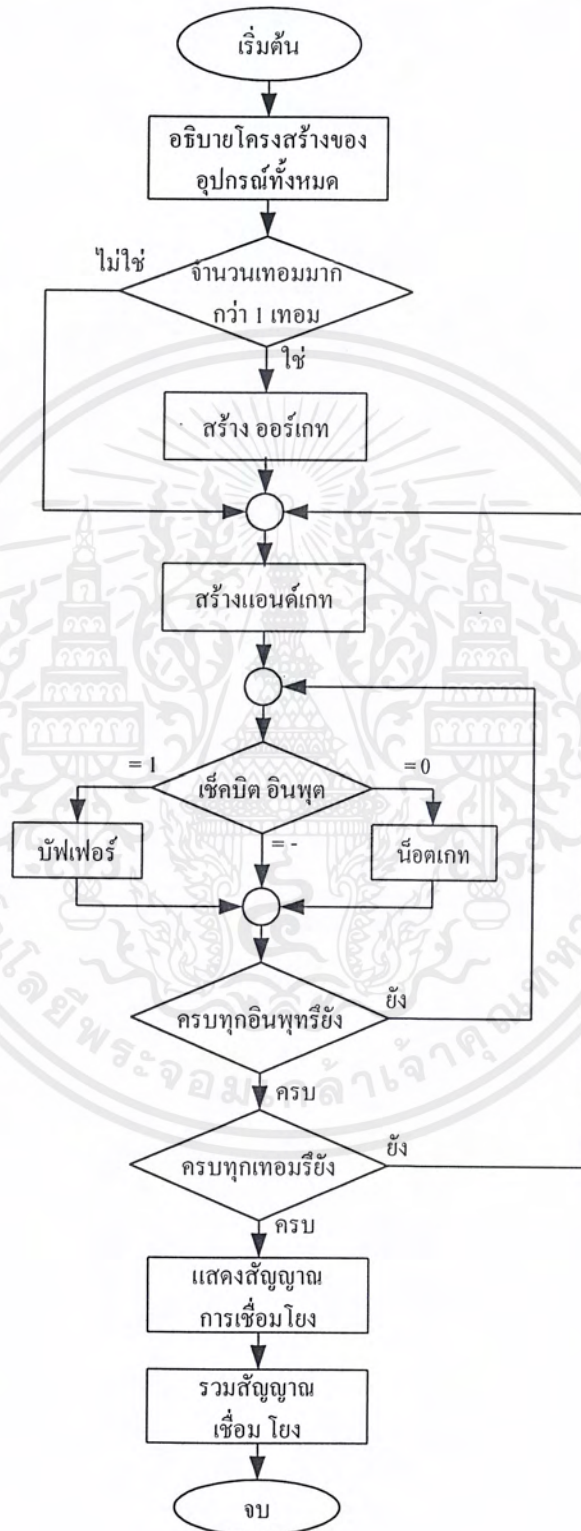 เริ่มต้น
อธิบายโครงสร้างของ
อุปกรณ์ทั้งหมด
ไม่ใช่
จำนวนเทอมมาก
กว่า 1 เทอม
ใช่
สร้าง ออร์เกท
สร้างแอนด์เกท
= 1
เช็คบิต อินพุต
= 0
บัฟเฟอร์
= -
น็อตเกท
ครบทุกอินพุทรึยัง
ยัง
ครบ
ครบทุกเทอมรึยัง
ยัง
ครบ
แสดงสัญญาณ
การเชื่อมโยง
รวมสัญญาณ
เชื่อม โยง
จบ